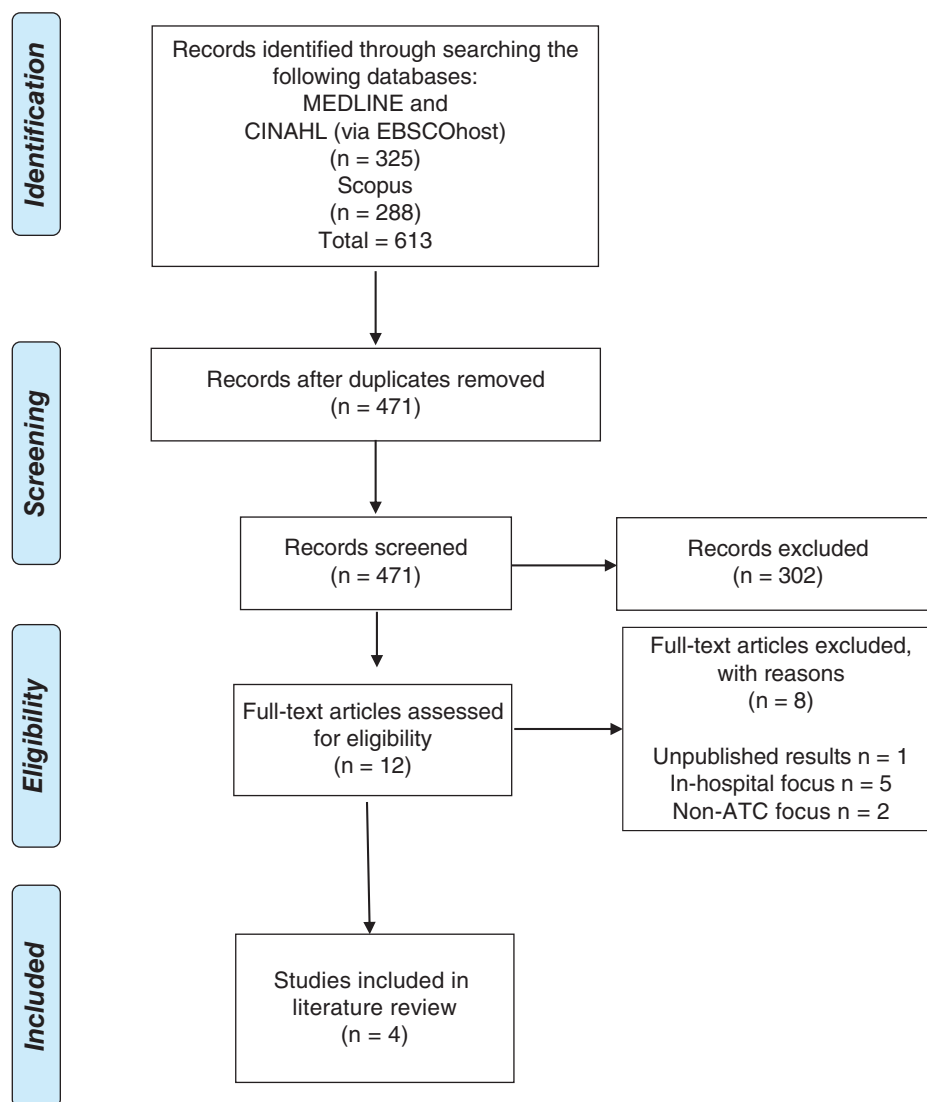 Identification
Records identified through searching the
following databases:
MEDLINE and
CINAHL (via EBSCOhost)
(n = 325)
Scopus
(n = 288)
Total = 613
Screening
Records after duplicates removed
(n = 471)
Records screened
(n = 471)
Records excluded
(n = 302)
Eligibility
Full-text articles assessed
for eligibility
(n = 12)
Full-text articles excluded,
with reasons
(n = 8)
Unpublished results n = 1
In-hospital focus n = 5
Non-ATC focus n = 2
Included
Studies included in
literature review
(n = 4)